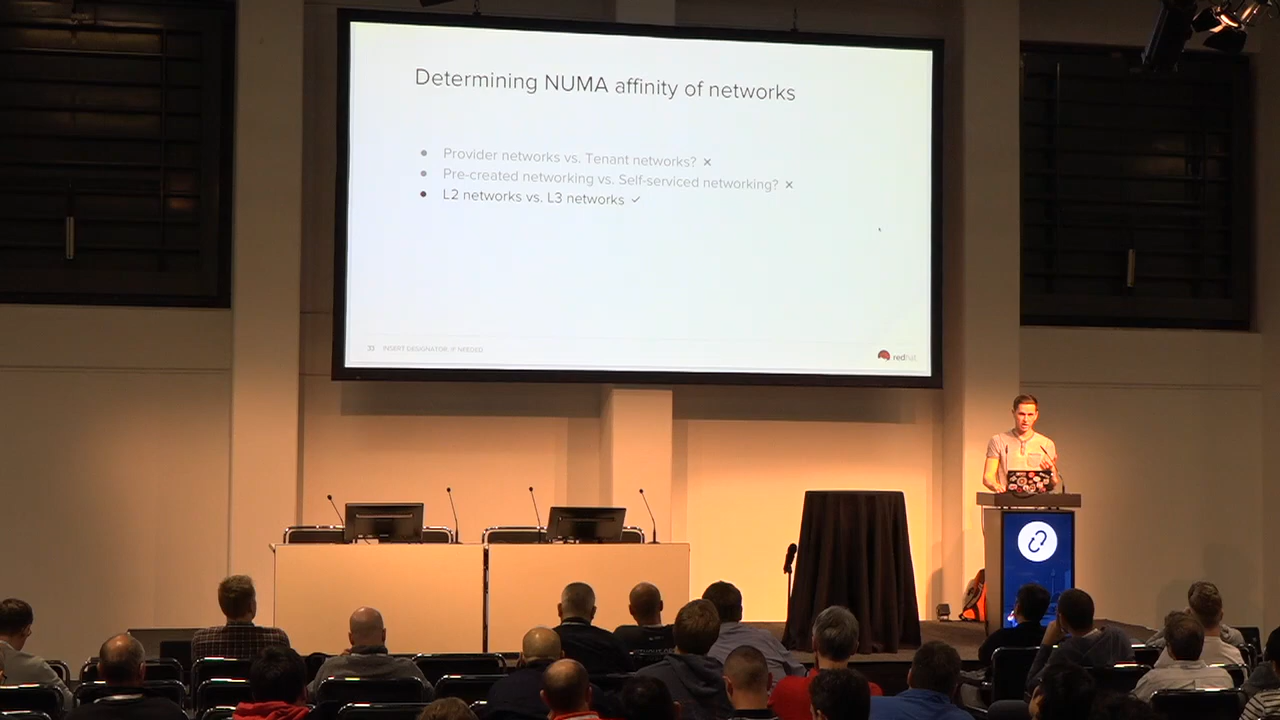 Determining NUMA affinity of networks
● Provider networks vs. Tenant networks? ×
● Pre-created networking vs. Self-serviced networking? ×
● L2 networks vs. L3 networks ✓
33 INSERT DESIGNATOR, IF NEEDED
redhat